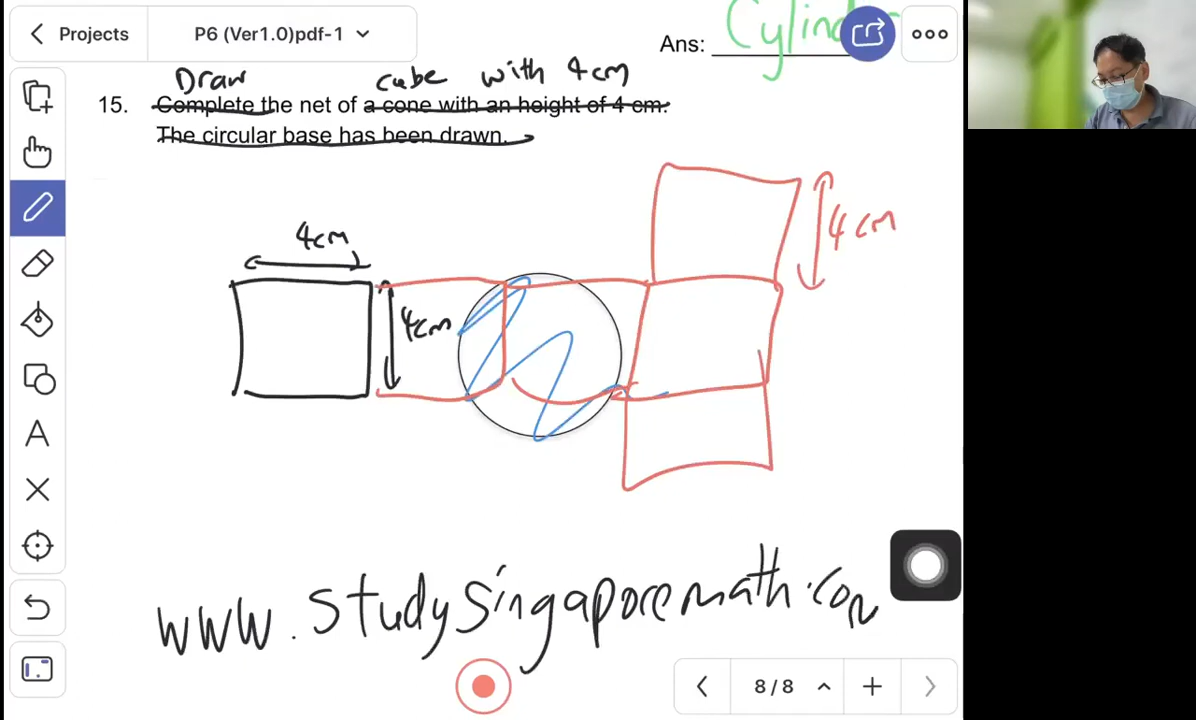 Projects
P6 (Ver1.0)pdf-1
Ans:
Draw cube with 4cm
15. Complete the net of a cone with an height of 4 cm.
The circular base has been drawn.
4cm
4cm
4cm
A
www.studysingaporemath.com
8/8